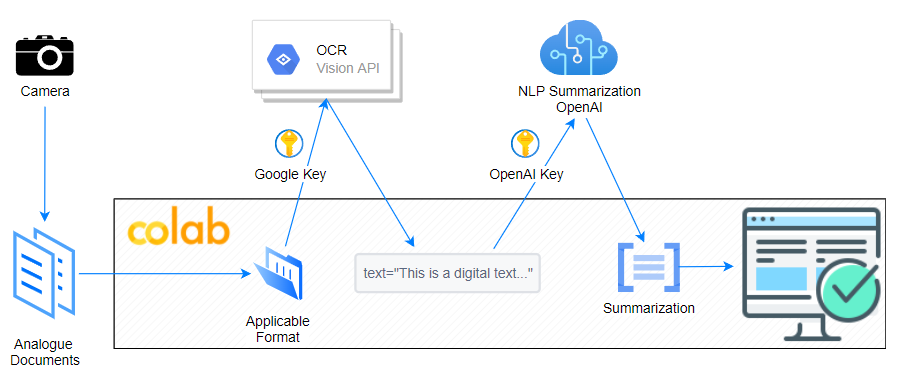 Camera
OCR
Vision API
NLP Summarization
OpenAI
Google Key
OpenAI Key
colab
text="This is a digital text..."
Applicable
Format
Summarization
Analogue
Documents